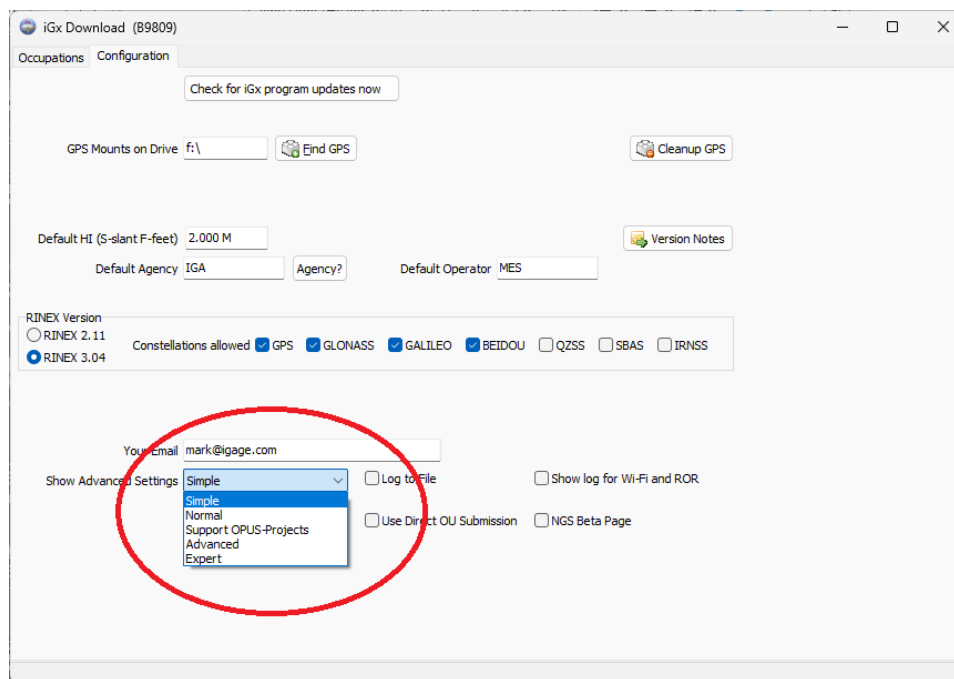 iGx Download (B9809)
Occupations Configuration
Check for iGx program updates now
GPS Mounts on Drive f:\ Find GPS Cleanup GPS
Default HI (S-slant F-feet) 2.000 M Version Notes
Default Agency IGA Agency? Default Operator MES
RINEX Version
RINEX 2.11
Constellations allowed GPS GLONASS GALILEO BEIDOU QZSS SBAS IRNSS
RINEX 3.04
Your Email mark@igage.com
Show Advanced Settings Simple Log to File Show log for Wi-Fi and ROR
Simple
Normal
Use Direct OU Submission NGS Beta Page
Support OPUS-Projects
Advanced
Expert